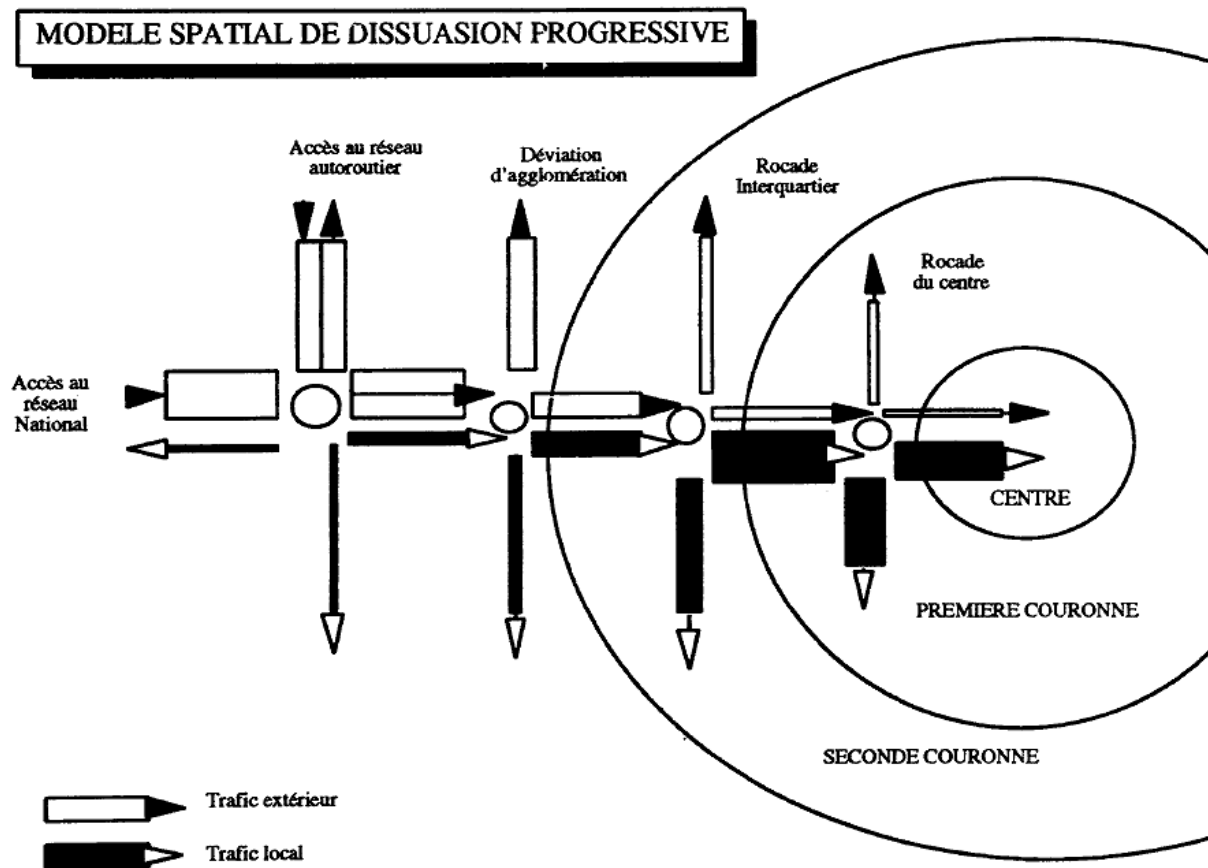 MODELE SPATIAL DE DISSUASION PROGRESSIVE
Accès au réseau
autoroutier
Déviation
d'agglomération
Rocade
Interquartier
Rocade
du centre
Accès au
réseau
National
CENTRE
PREMIERE COURONNE
SECONDE COURONNE
Trafic extérieur
Trafic local